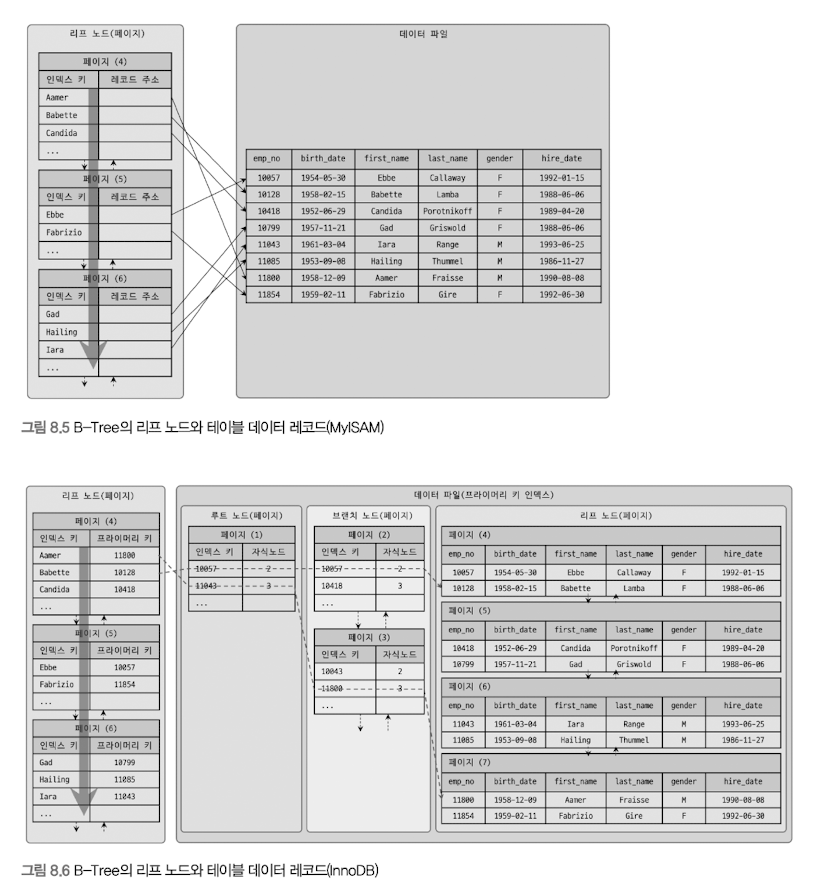 리프 노드(페이지)
페이지 (4)
인덱스 키 레코드 주소
Aamer
Babette
Candida
...
페이지 (5)
인덱스 키 레코드 주소
Ebbe
Fabrizio
...
페이지 (6)
인덱스 키 레코드 주소
Gad
Hailing
Iara
...
데이터 파일
emp_no birth_date first_name last_name gender hire_date
10057 1954-05-30 Ebbe Callaway F 1992-01-15
10128 1958-02-15 Babette Lamba F 1988-06-06
10418 1952-06-29 Candida Porotnikoff F 1989-04-20
10799 1957-11-21 Gad Griswold F 1988-06-06
11043 1961-03-04 Iara Range M 1993-06-25
11085 1953-09-08 Hailing Thummel M 1986-11-27
11800 1958-12-09 Aamer Fraisse M 1990-08-08
11854 1959-02-11 Fabrizio Gire F 1992-06-30
그림 8.5 B-Tree의 리프 노드와 테이블 데이터 레코드(MyISAM)
리프 노드(페이지)
페이지 (4)
인덱스 키 프라이머리 키
Aamer 11800
Babette 10128
Candida 10418
...
페이지 (5)
인덱스 키 프라이머리 키
Ebbe 10057
Fabrizio 11854
...
페이지 (6)
인덱스 키 프라이머리 키
Gad 10799
Hailing 11085
Iara 11043
...
데이터 파일(프라이머리 키 인덱스)
루트 노드(페이지)
페이지 (1)
인덱스 키 자식노드
10057 2
11043 3
...
브랜치 노드(페이지)
페이지 (2)
인덱스 키 자식노드
10057 2
10418 3
...
페이지 (3)
인덱스 키 자식노드
10043 2
11800 3
...
리프 노드(페이지)
페이지 (4)
emp_no birth_date first_name last_name gender hire_date
10057 1954-05-30 Ebbe Callaway F 1992-01-15
10128 1958-02-15 Babette Lamba F 1988-06-06
페이지 (5)
emp_no birth_date first_name last_name gender hire_date
10418 1952-06-29 Candida Porotnikoff F 1989-04-20
10799 1957-11-21 Gad Griswold F 1988-06-06
페이지 (6)
emp_no birth_date first_name last_name gender hire_date
11043 1961-03-04 Iara Range M 1993-06-25
11085 1953-09-08 Hailing Thummel M 1986-11-27
페이지 (7)
emp_no birth_date first_name last_name gender hire_date
11800 1958-12-09 Aamer Fraisse M 1990-08-08
11854 1959-02-11 Fabrizio Gire F 1992-06-30
그림 8.6 B-Tree의 리프 노드와 테이블 데이터 레코드(InnoDB)